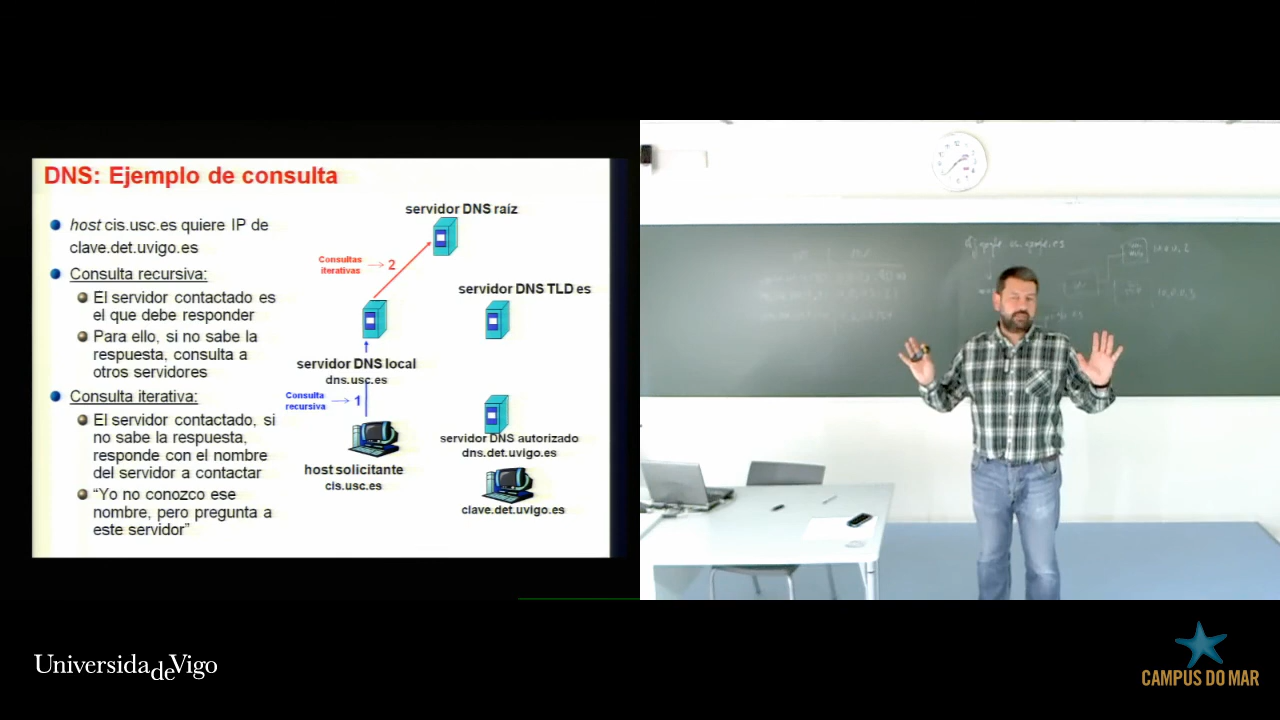 DNS: Ejemplo de consulta
host cis.usc.es quiere IP de
clave.det.uvigo.es
Consulta recursiva:
El servidor contactado es
el que debe responder
Para ello, si no sabe la
respuesta, consulta a
otros servidores
Consulta iterativa:
El servidor contactado, si
no sabe la respuesta,
responde con el nombre
del servidor a contactar
“Yo no conozco ese
nombre, pero pregunta a
este servidor”
servidor DNS raíz
Consultas
iterativas
2
servidor DNS TLD es
servidor DNS local
dns.usc.es
Consulta
recursiva
1
servidor DNS autorizado
dns.det.uvigo.es
host solicitante
cis.usc.es
clave.det.uvigo.es
Universidade Vigo
CAMPUS DO MAR